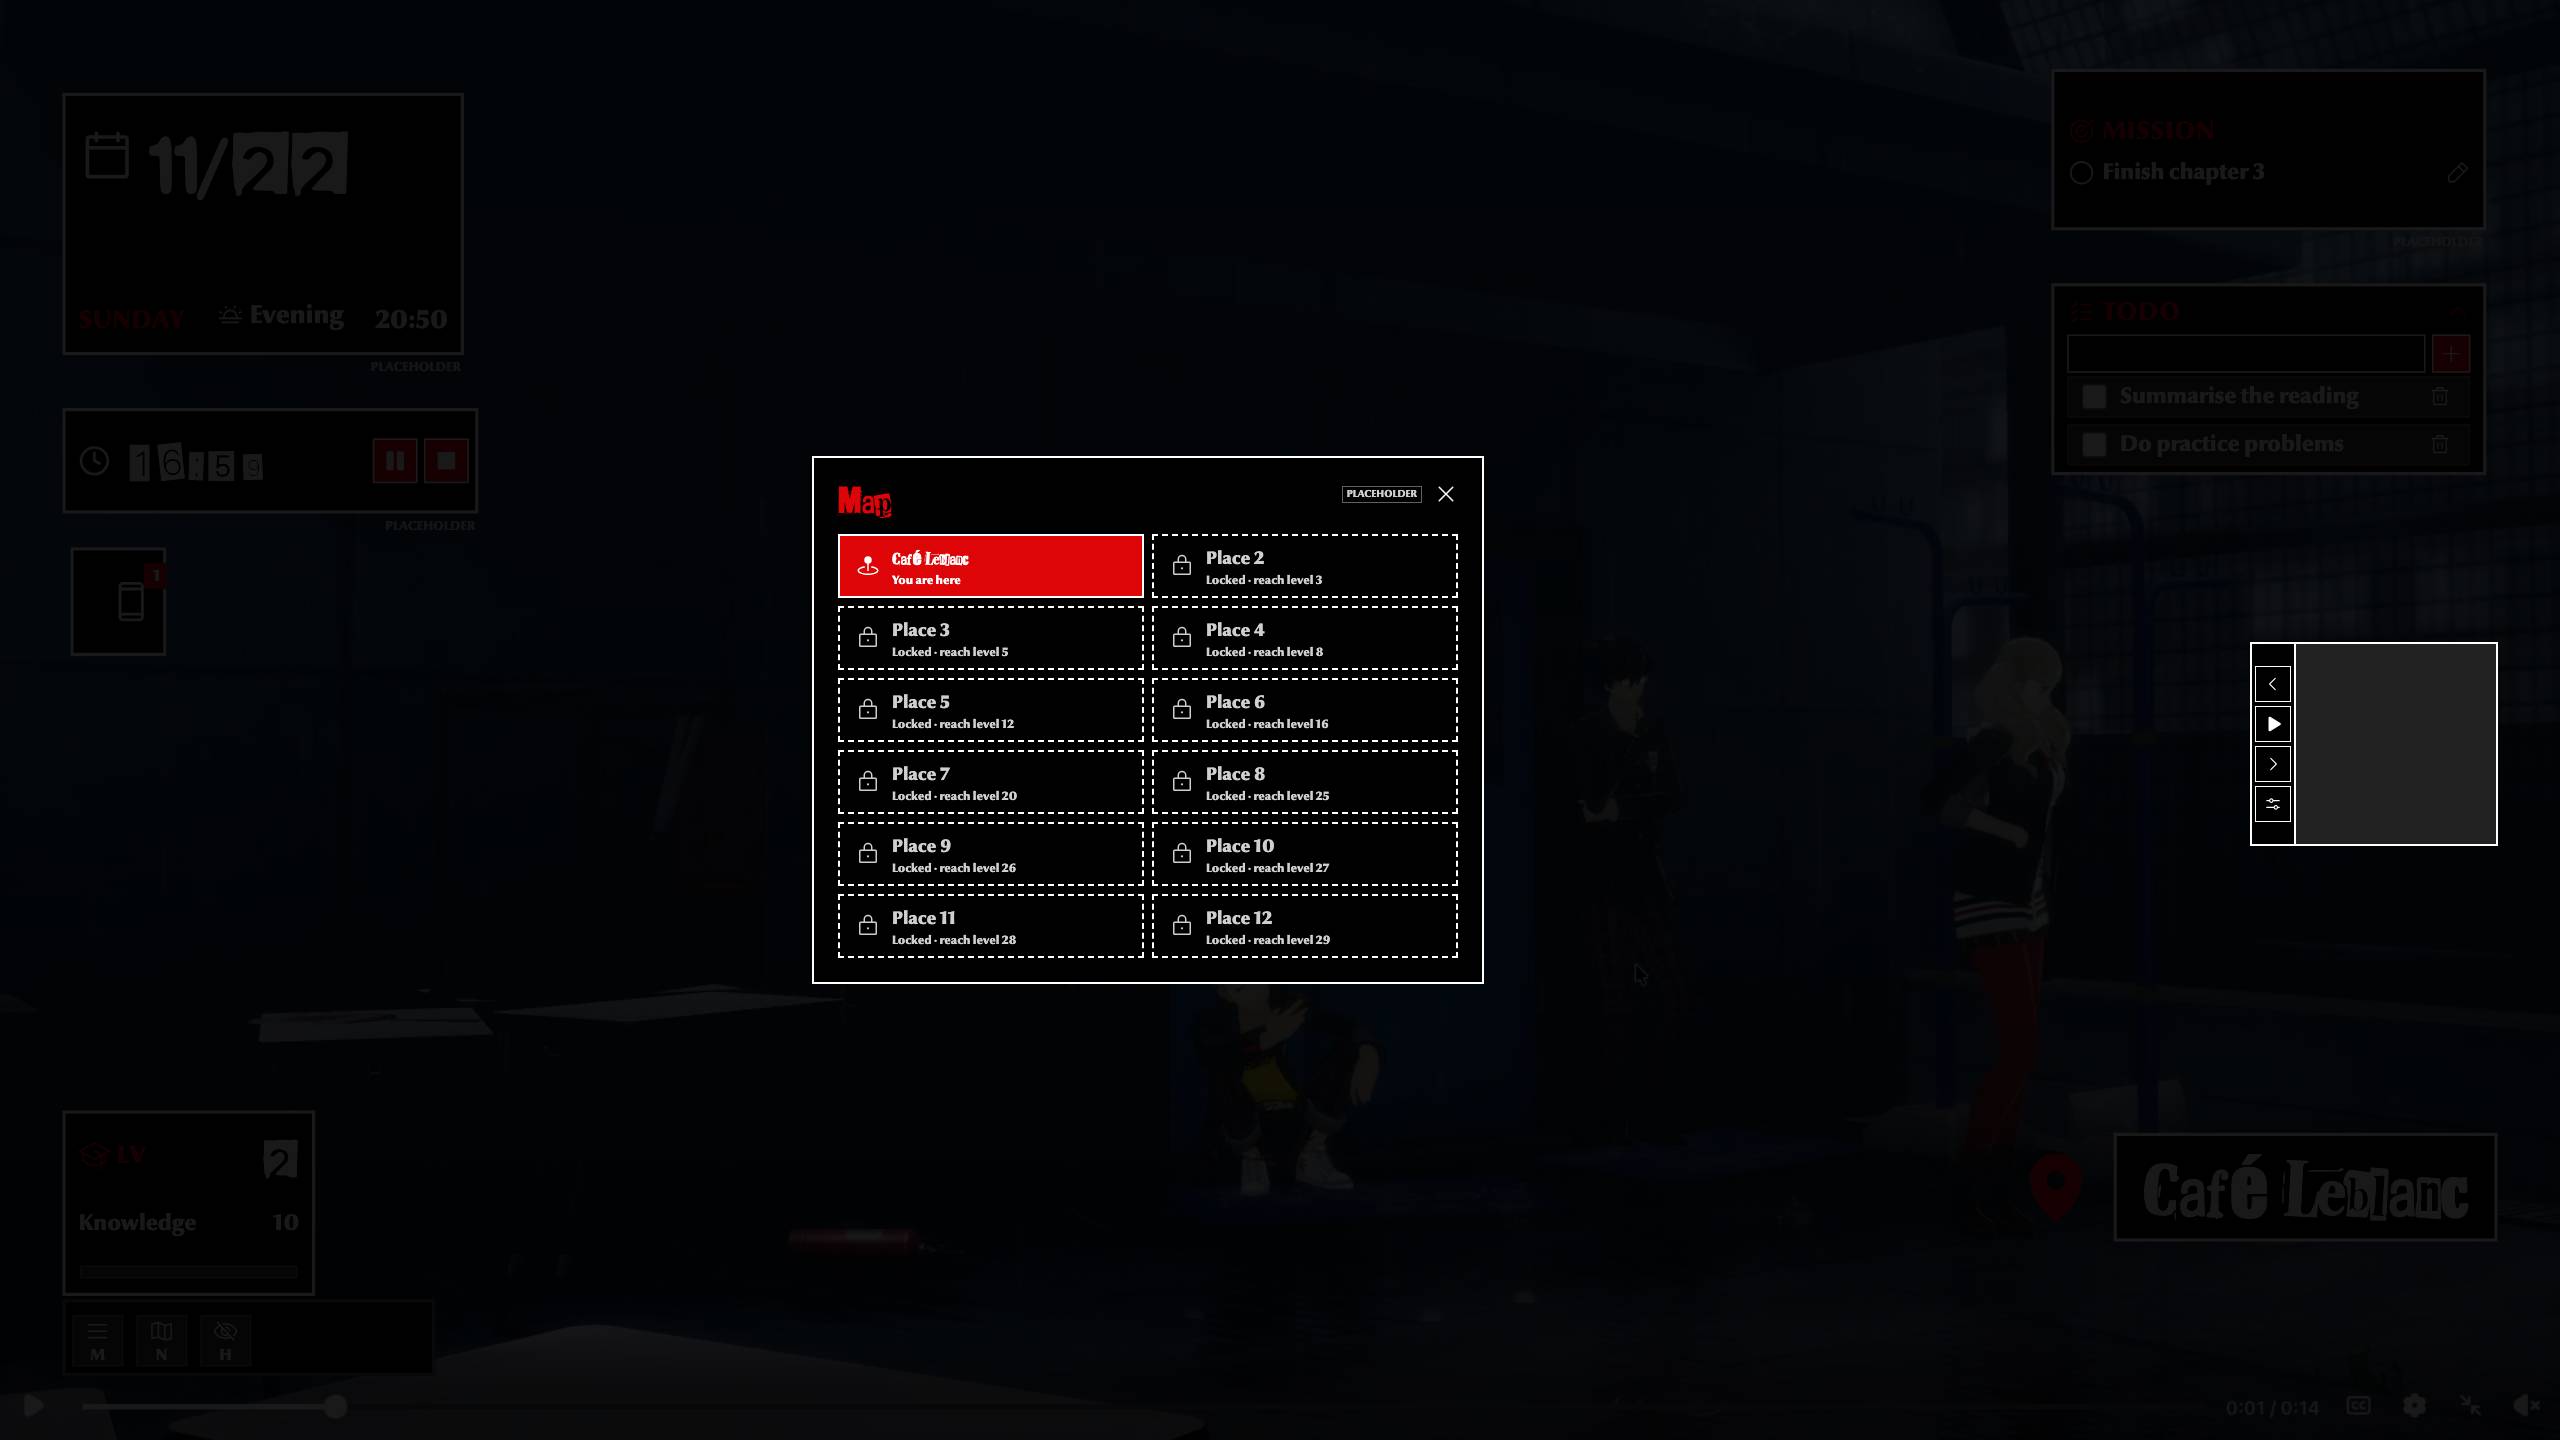 11/22
SUNDAY Evening 20:50
PLACEHOLDER
16:59
PLACEHOLDER
1
MISSION
Finish chapter 3
PLACEHOLDER
TODO
Summarise the reading
Do practice problems
Map
PLACEHOLDER
Café Leblanc
You are here
Place 2
Locked · reach level 3
Place 3
Locked · reach level 5
Place 4
Locked · reach level 8
Place 5
Locked · reach level 12
Place 6
Locked · reach level 16
Place 7
Locked · reach level 20
Place 8
Locked · reach level 25
Place 9
Locked · reach level 26
Place 10
Locked · reach level 27
Place 11
Locked · reach level 28
Place 12
Locked · reach level 29
LV 2
Knowledge 10
M N H
Café Leblanc
0:01 / 0:14
CC